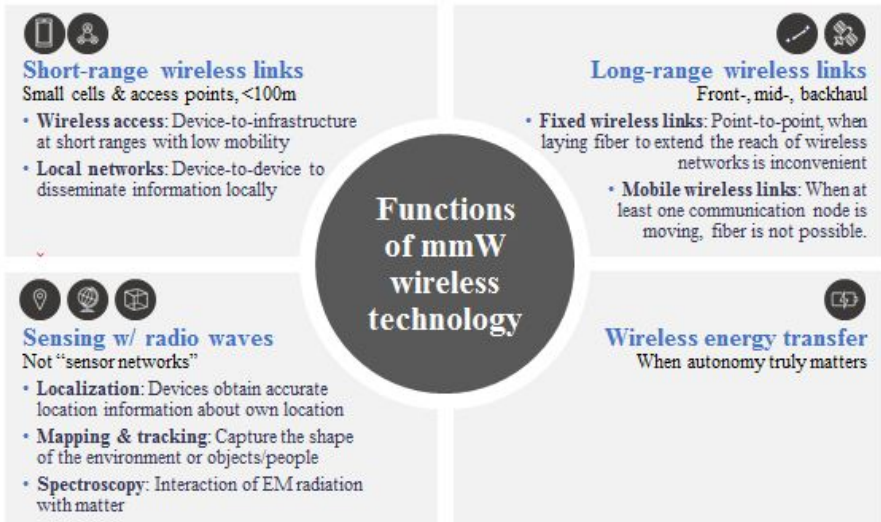 Short-range wireless links
Small cells & access points, <100m
• Wireless access: Device-to-infrastructure
at short ranges with low mobility
• Local networks: Device-to-device to
disseminate information locally
Long-range wireless links
Front-, mid-, backhaul
• Fixed wireless links: Point-to-point, when
laying fiber to extend the reach of wireless
networks is inconvenient
• Mobile wireless links: When at
least one communication node is
moving, fiber is not possible.
Functions
of mmW
wireless
technology
Sensing w/ radio waves
Not “sensor networks”
• Localization: Devices obtain accurate
location information about own location
• Mapping & tracking: Capture the shape
of the environment or objects/people
• Spectroscopy: Interaction of EM radiation
with matter
Wireless energy transfer
When autonomy truly matters